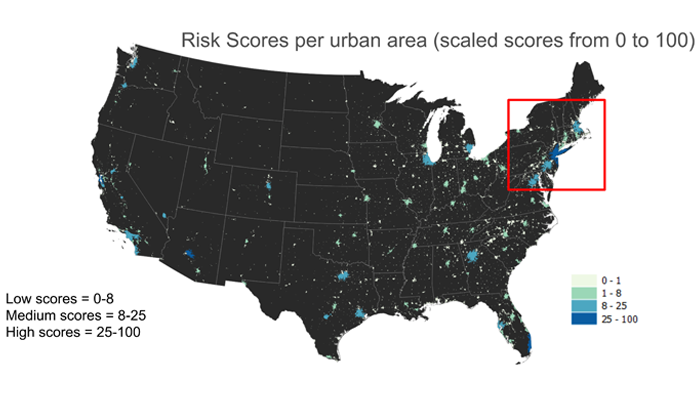 Risk Scores per urban area (scaled scores from 0 to 100)
Low scores = 0-8
Medium scores = 8-25
High scores = 25-100
0 - 1
1 - 8
8 - 25
25 - 100